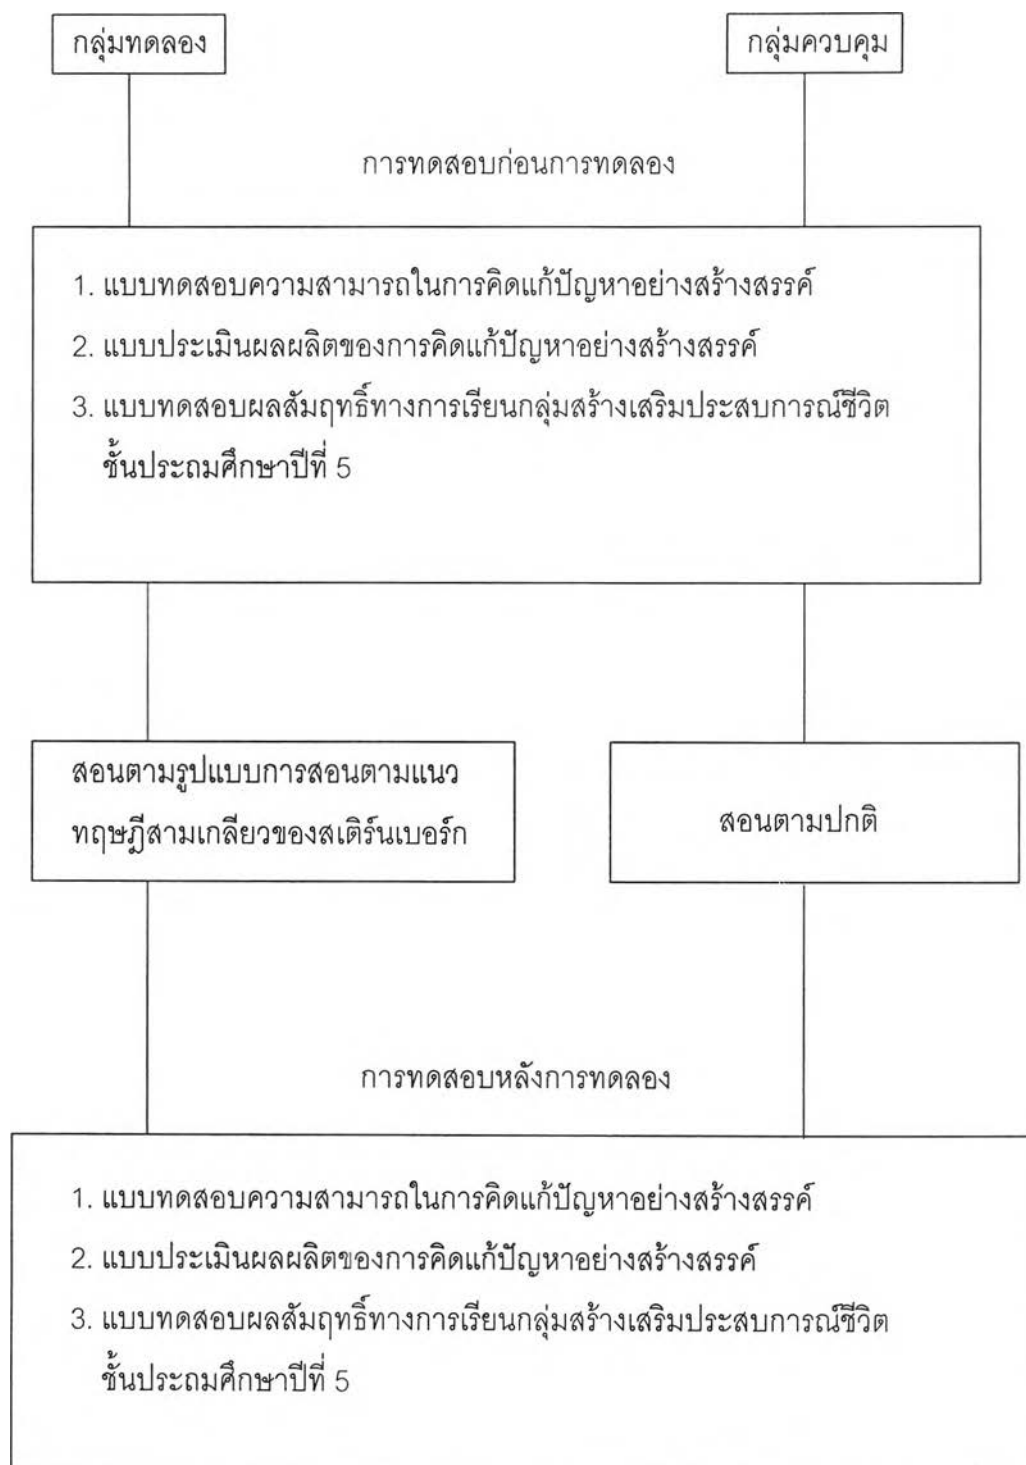 กลุ่มทดลอง
กลุ่มควบคุม
การทดสอบก่อนการทดลอง
1. แบบทดสอบความสามารถในการคิดแก้ปัญหาอย่างสร้างสรรค์
2. แบบประเมินผลผลิตของการคิดแก้ปัญหาอย่างสร้างสรรค์
3. แบบทดสอบผลสัมฤทธิ์ทางการเรียนกลุ่มสร้างเสริมประสบการณ์ชีวิต
ชั้นประถมศึกษาปีที่ 5
สอนตามรูปแบบการสอนตามแนว
ทฤษฎีสามเกลียวของสเติร์นเบอร์ก
สอนตามปกติ
การทดสอบหลังการทดลอง
1. แบบทดสอบความสามารถในการคิดแก้ปัญหาอย่างสร้างสรรค์
2. แบบประเมินผลผลิตของการคิดแก้ปัญหาอย่างสร้างสรรค์
3. แบบทดสอบผลสัมฤทธิ์ทางการเรียนกลุ่มสร้างเสริมประสบการณ์ชีวิต
ชั้นประถมศึกษาปีที่ 5